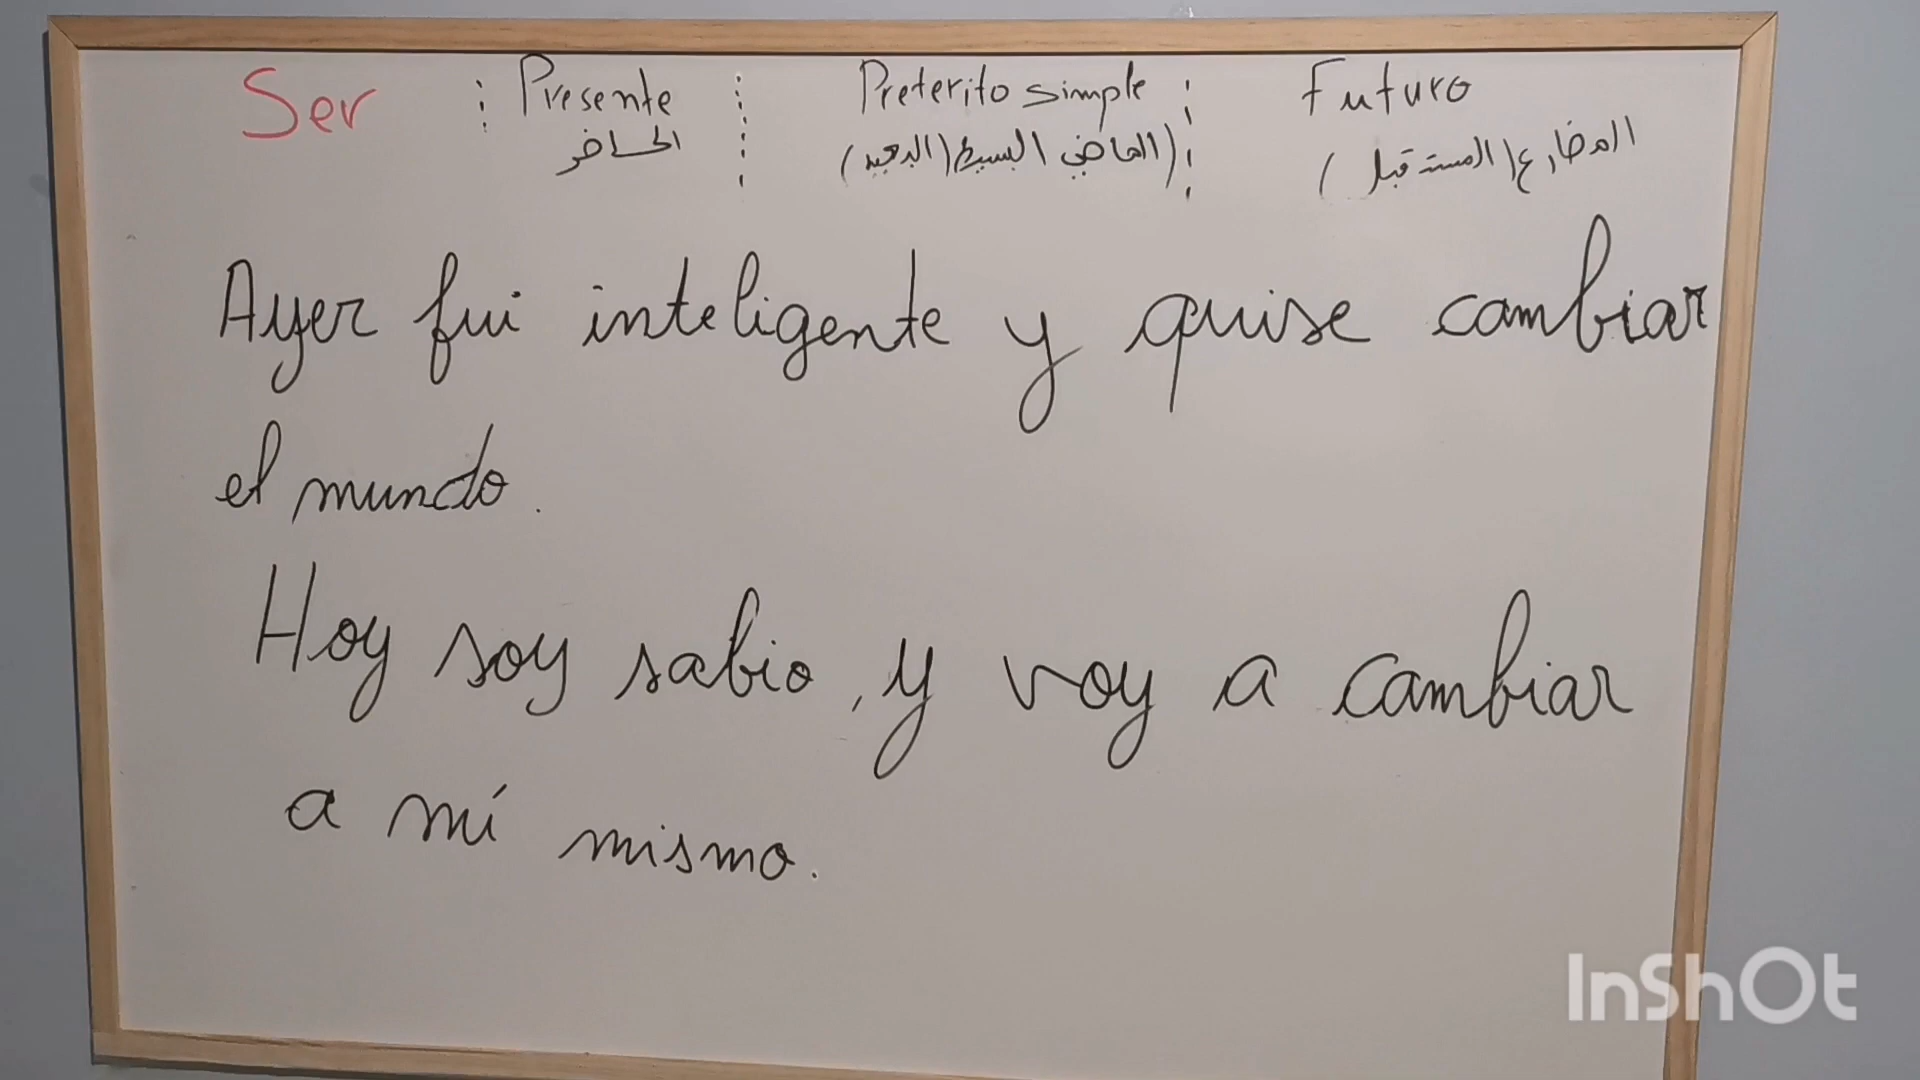 Ser : Presente : Preterito simple : Futuro
الحاضر (الماضي البسيط (البعيد) المضارع (المستقبل)
Ayer fui inteligente y quise cambiar
el mundo.
Hoy soy sabio, y voy a cambiar
a mí mismo.
InShOt